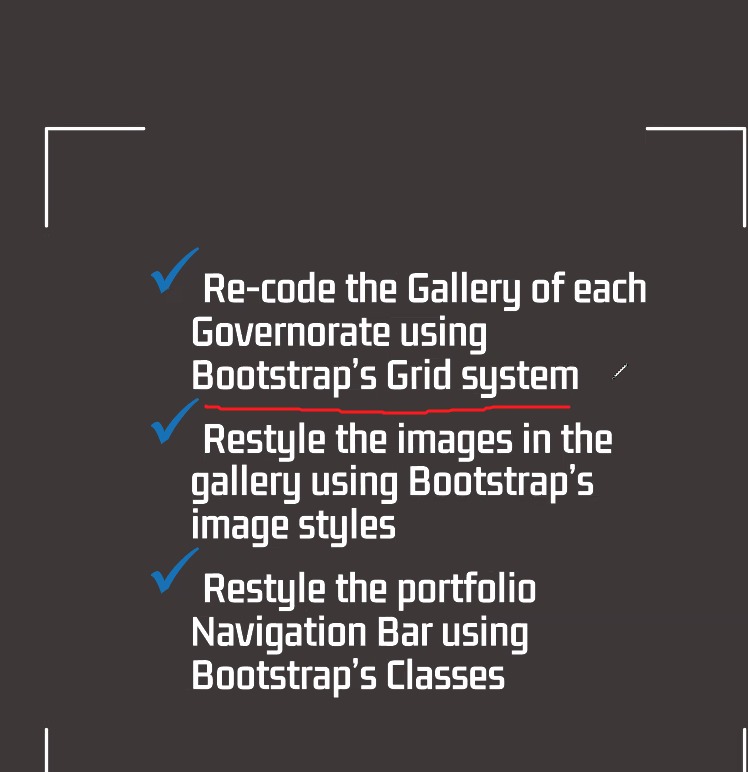 Re-code the Gallery of each
Governorate using
Bootstrap’s Grid system
Restyle the images in the
gallery using Bootstrap’s
image styles
Restyle the portfolio
Navigation Bar using
Bootstrap’s Classes